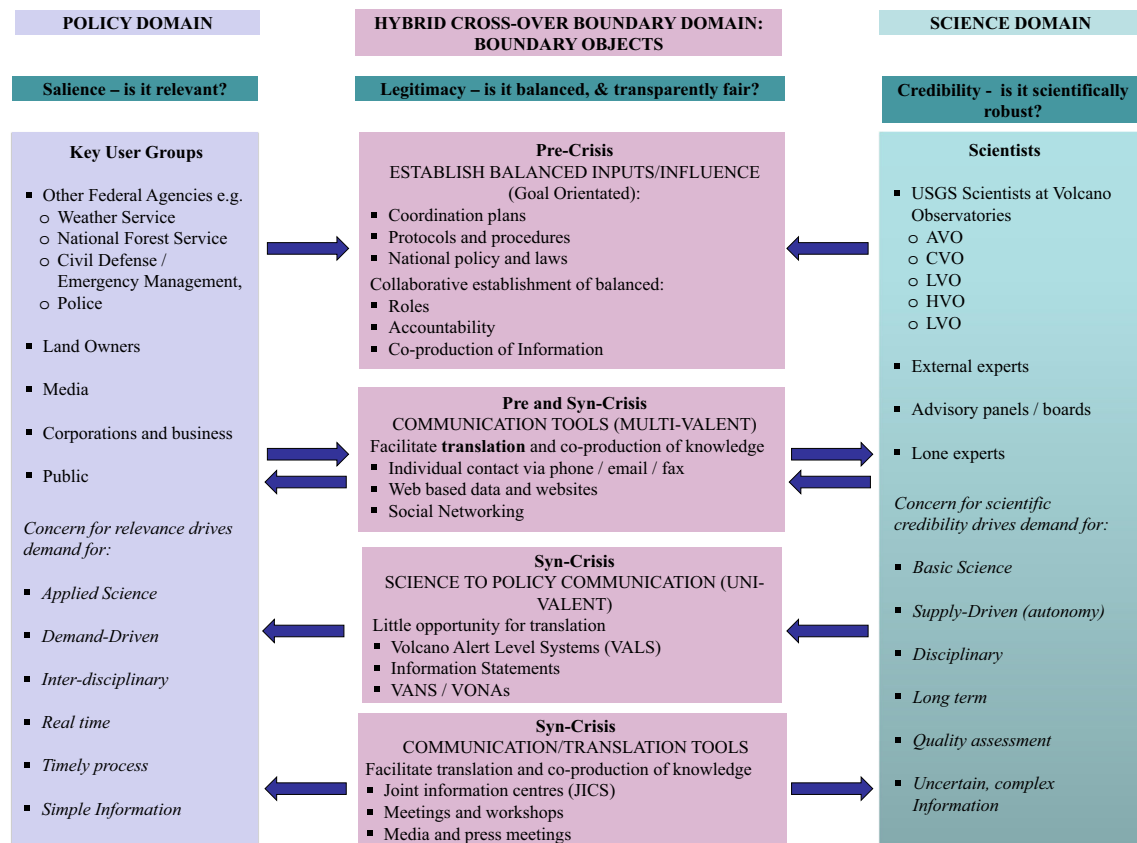 POLICY DOMAIN
Salience – is it relevant?
Key User Groups
▪ Other Federal Agencies e.g.
o Weather Service
o National Forest Service
o Civil Defense /
Emergency Management,
o Police
▪ Land Owners
▪ Media
▪ Corporations and business
▪ Public
Concern for relevance drives
demand for:
▪ Applied Science
▪ Demand-Driven
▪ Inter-disciplinary
▪ Real time
▪ Timely process
▪ Simple Information
HYBRID CROSS-OVER BOUNDARY DOMAIN:
BOUNDARY OBJECTS
Legitimacy – is it balanced, & transparently fair?
Pre-Crisis
ESTABLISH BALANCED INPUTS/INFLUENCE
(Goal Orientated):
▪ Coordination plans
▪ Protocols and procedures
▪ National policy and laws
Collaborative establishment of balanced:
▪ Roles
▪ Accountability
▪ Co-production of Information
Pre and Syn-Crisis
COMMUNICATION TOOLS (MULTI-VALENT)
Facilitate translation and co-production of knowledge
▪ Individual contact via phone / email / fax
▪ Web based data and websites
▪ Social Networking
Syn-Crisis
SCIENCE TO POLICY COMMUNICATION (UNI-
VALENT)
Little opportunity for translation
▪ Volcano Alert Level Systems (VALS)
▪ Information Statements
▪ VANS / VONAs
Syn-Crisis
COMMUNICATION/TRANSLATION TOOLS
Facilitate translation and co-production of knowledge
▪ Joint information centres (JICS)
▪ Meetings and workshops
▪ Media and press meetings
SCIENCE DOMAIN
Credibility - is it scientifically
robust?
Scientists
▪ USGS Scientists at Volcano
Observatories
o AVO
o CVO
o LVO
o HVO
o LVO
▪ External experts
▪ Advisory panels / boards
▪ Lone experts
Concern for scientific
credibility drives demand for:
▪ Basic Science
▪ Supply-Driven (autonomy)
▪ Disciplinary
▪ Long term
▪ Quality assessment
▪ Uncertain, complex
Information